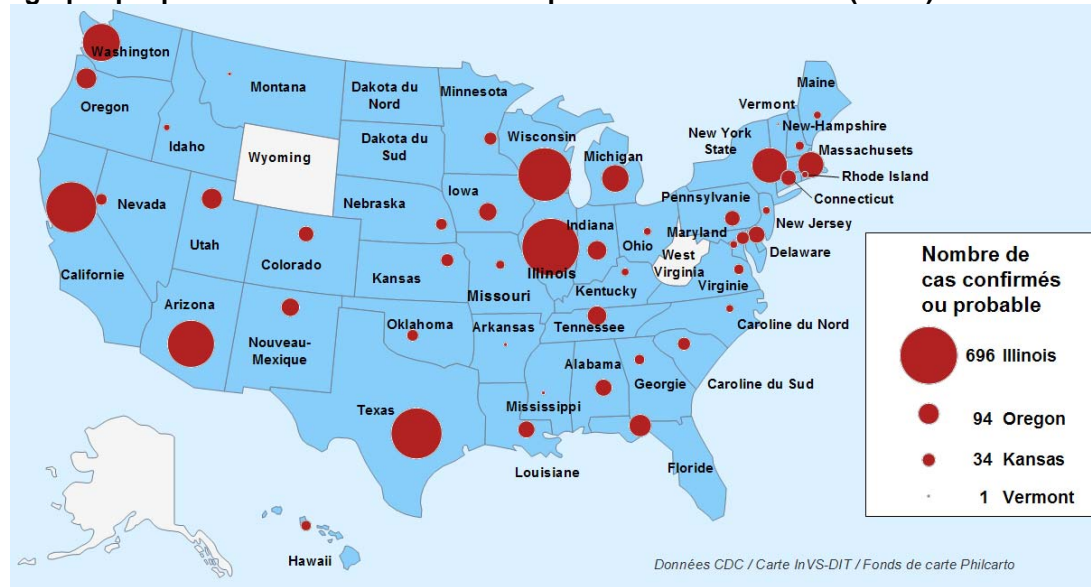 Washington
Montana
Dakota du
Nord
Minnesota
Maine
Vermont
Oregon
New-Hampshire
Wisconsin
New York
State
Massachusets
Idaho
Dakota du
Sud
Michigan
Wyoming
Rhode Island
Iowa
Connecticut
Nevada
Nebraska
Pennsylvanie
Indiana
New Jersey
Utah
Ohio
Maryland
Delaware
Colorado
West
Virginia
Californie
Kansas
Illinois
Virginie
Missouri
Kentucky
Arizona
Oklahoma
Arkansas
Tennessee
Caroline du Nord
Nouveau-
Mexique
Alabama
Georgie
Caroline du Sud
Texas
Mississippi
Louisiane
Floride
Hawaii
Nombre de
cas confirmés
ou probable
696 Illinois
94 Oregon
34 Kansas
1 Vermont
Données CDC / Carte InVS-DIT / Fonds de carte Philcarto